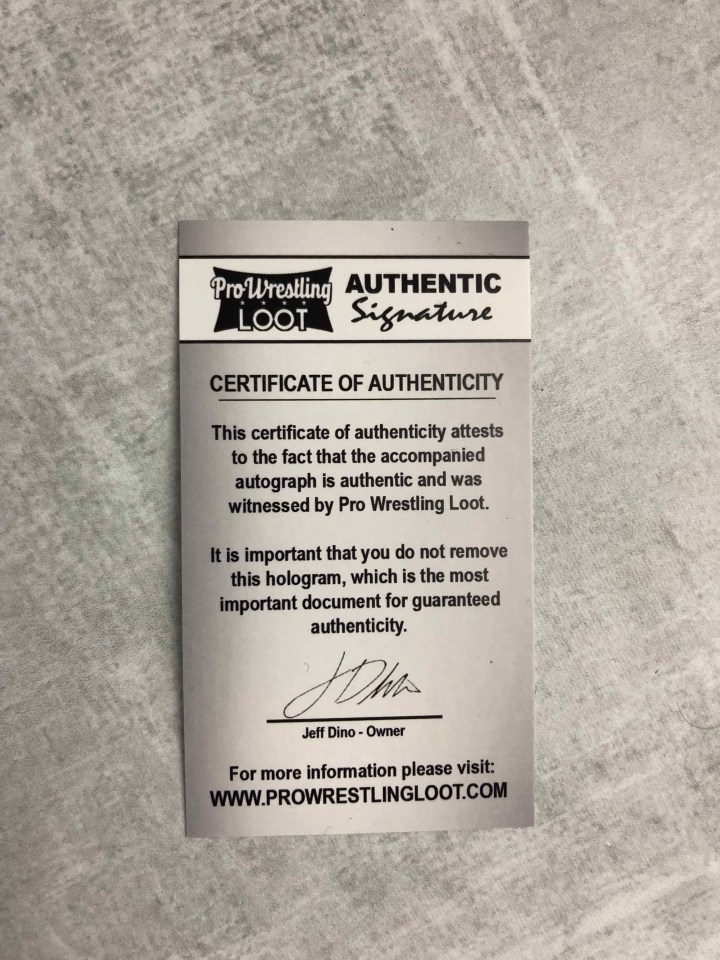 Pro Wrestling
LOOT
AUTHENTIC
Signature
CERTIFICATE OF AUTHENTICITY
This certificate of authenticity attests
to the fact that the accompanied
autograph is authentic and was
witnessed by Pro Wrestling Loot.
It is important that you do not remove
this hologram, which is the most
important document for guaranteed
authenticity.
J Dino
Jeff Dino - Owner
For more information please visit:
WWW.PROWRESTLINGLOOT.COM